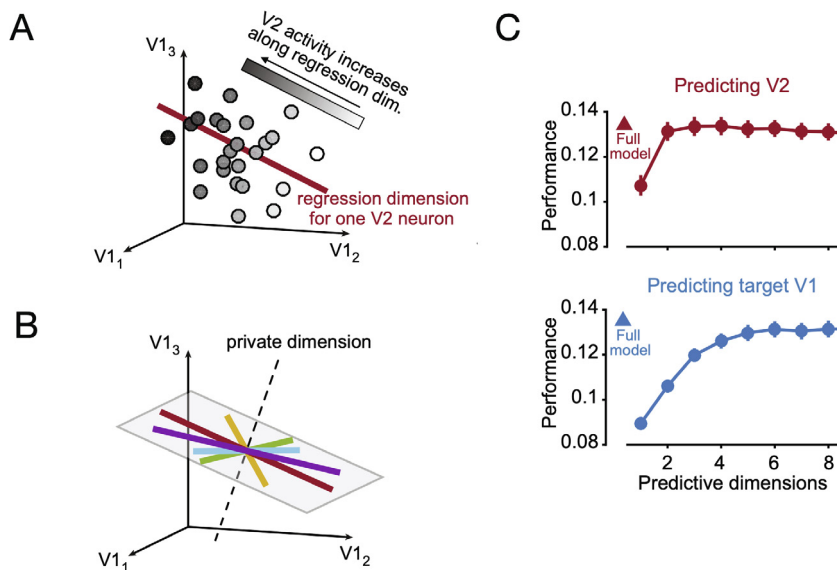 A
V1₃
V2 activity increases
along regression dim.
regression dimension
for one V2 neuron
V1₁
V1₂
B
private dimension
V1₃
V1₁
V1₂
C
Predicting V2
Performance
0.14
0.12
0.1
0.08
Full
model
Predicting target V1
Performance
0.14
0.12
0.1
0.08
Full
model
2
4
6
8
Predictive dimensions